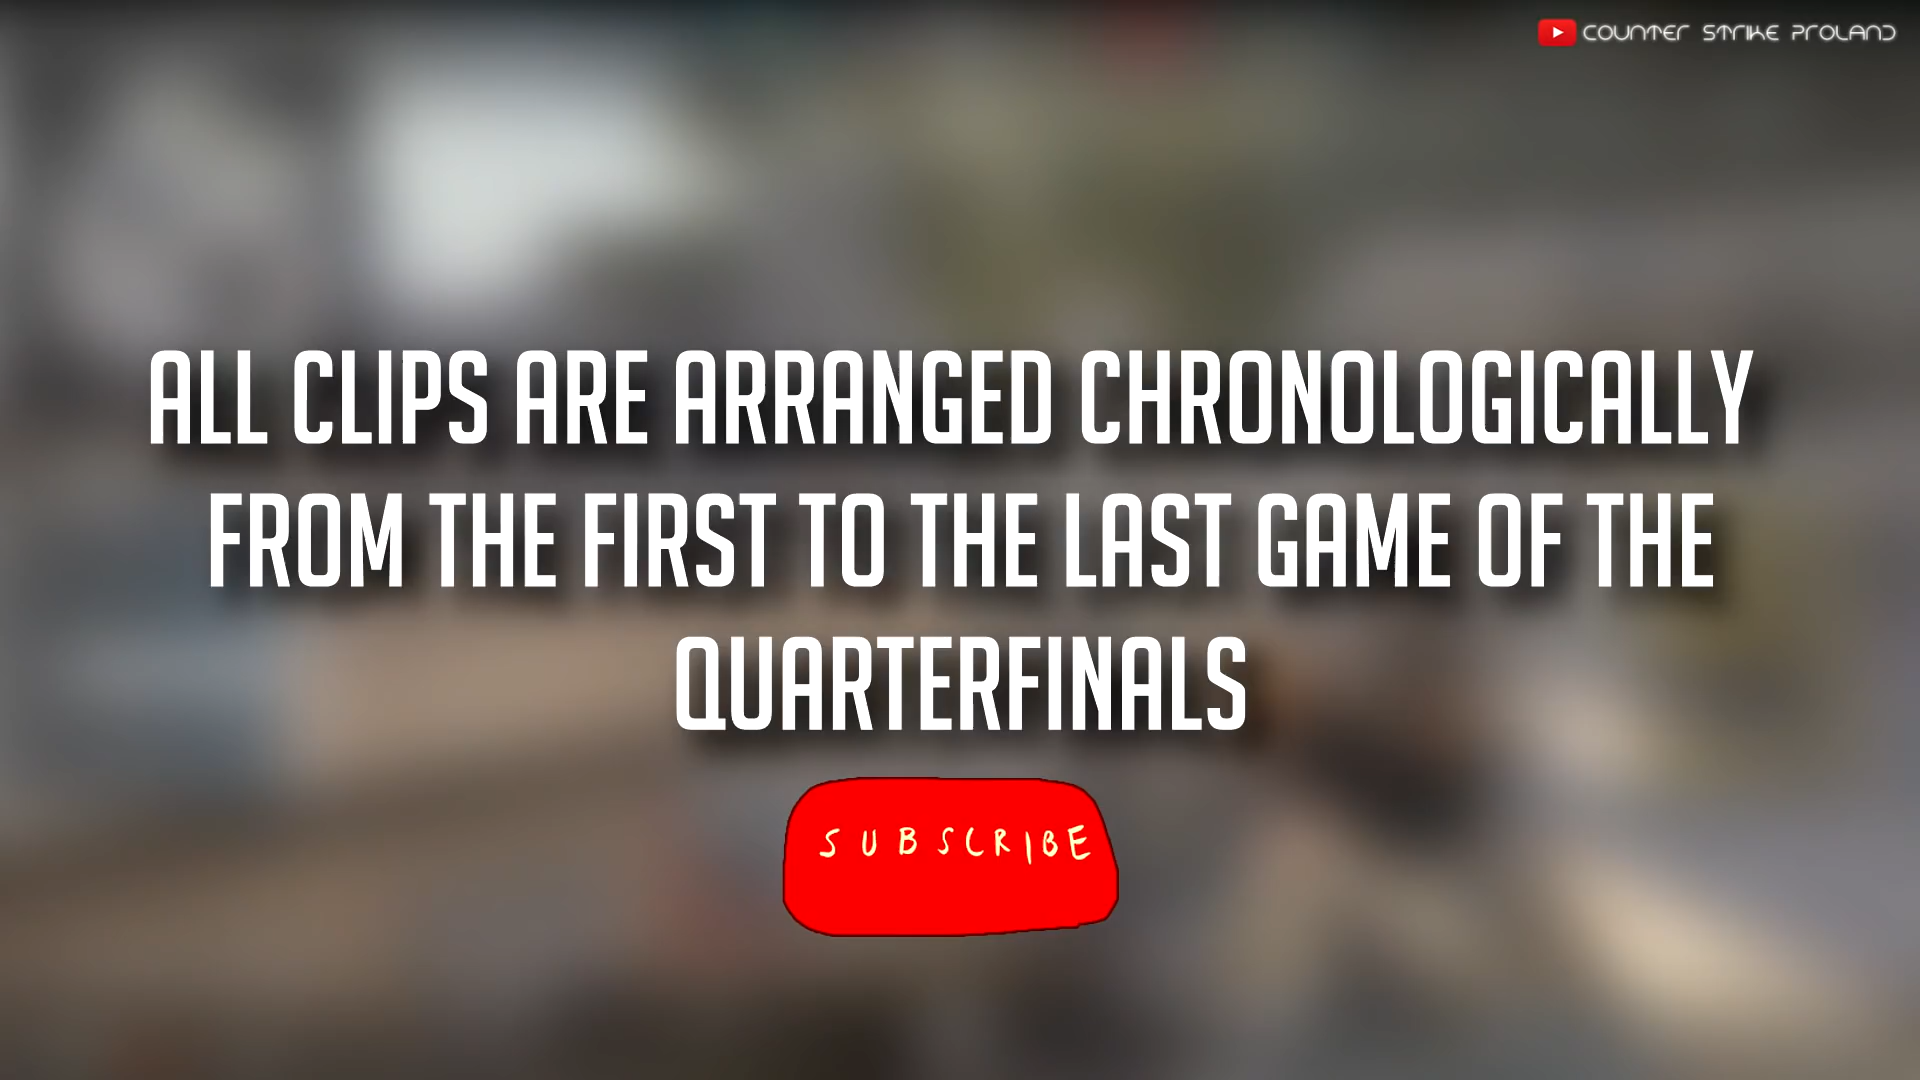 COUNTER STRIKE PROLAND
ALL CLIPS ARE ARRANGED CHRONOLOGICALLY
FROM THE FIRST TO THE LAST GAME OF THE
QUARTERFINALS
SUBSCRIBE